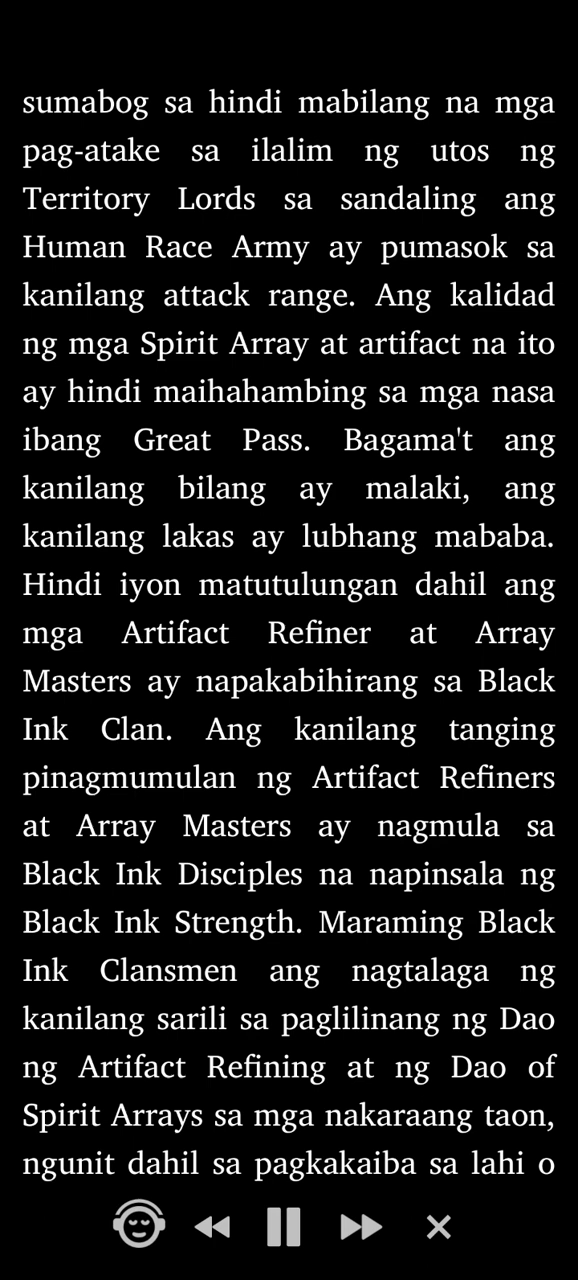 sumabog sa hindi mabilang na mga
pag-atake sa ilalim ng utos ng
Territory Lords sa sandaling ang
Human Race Army ay pumasok sa
kanilang attack range. Ang kalidad
ng mga Spirit Array at artifact na ito
ay hindi maihahambing sa mga nasa
ibang Great Pass. Bagama't ang
kanilang bilang ay malaki, ang
kanilang lakas ay lubhang mababa.
Hindi iyon matutulungan dahil ang
mga Artifact Refiner at Array
Masters ay napakabihirang sa Black
Ink Clan. Ang kanilang tanging
pinagmumulan ng Artifact Refiners
at Array Masters ay nagmula sa
Black Ink Disciples na napinsala ng
Black Ink Strength. Maraming Black
Ink Clansmen ang nagtalaga ng
kanilang sarili sa paglilinang ng Dao
ng Artifact Refining at ng Dao of
Spirit Arrays sa mga nakaraang taon,
ngunit dahil sa pagkakaiba sa lahi o